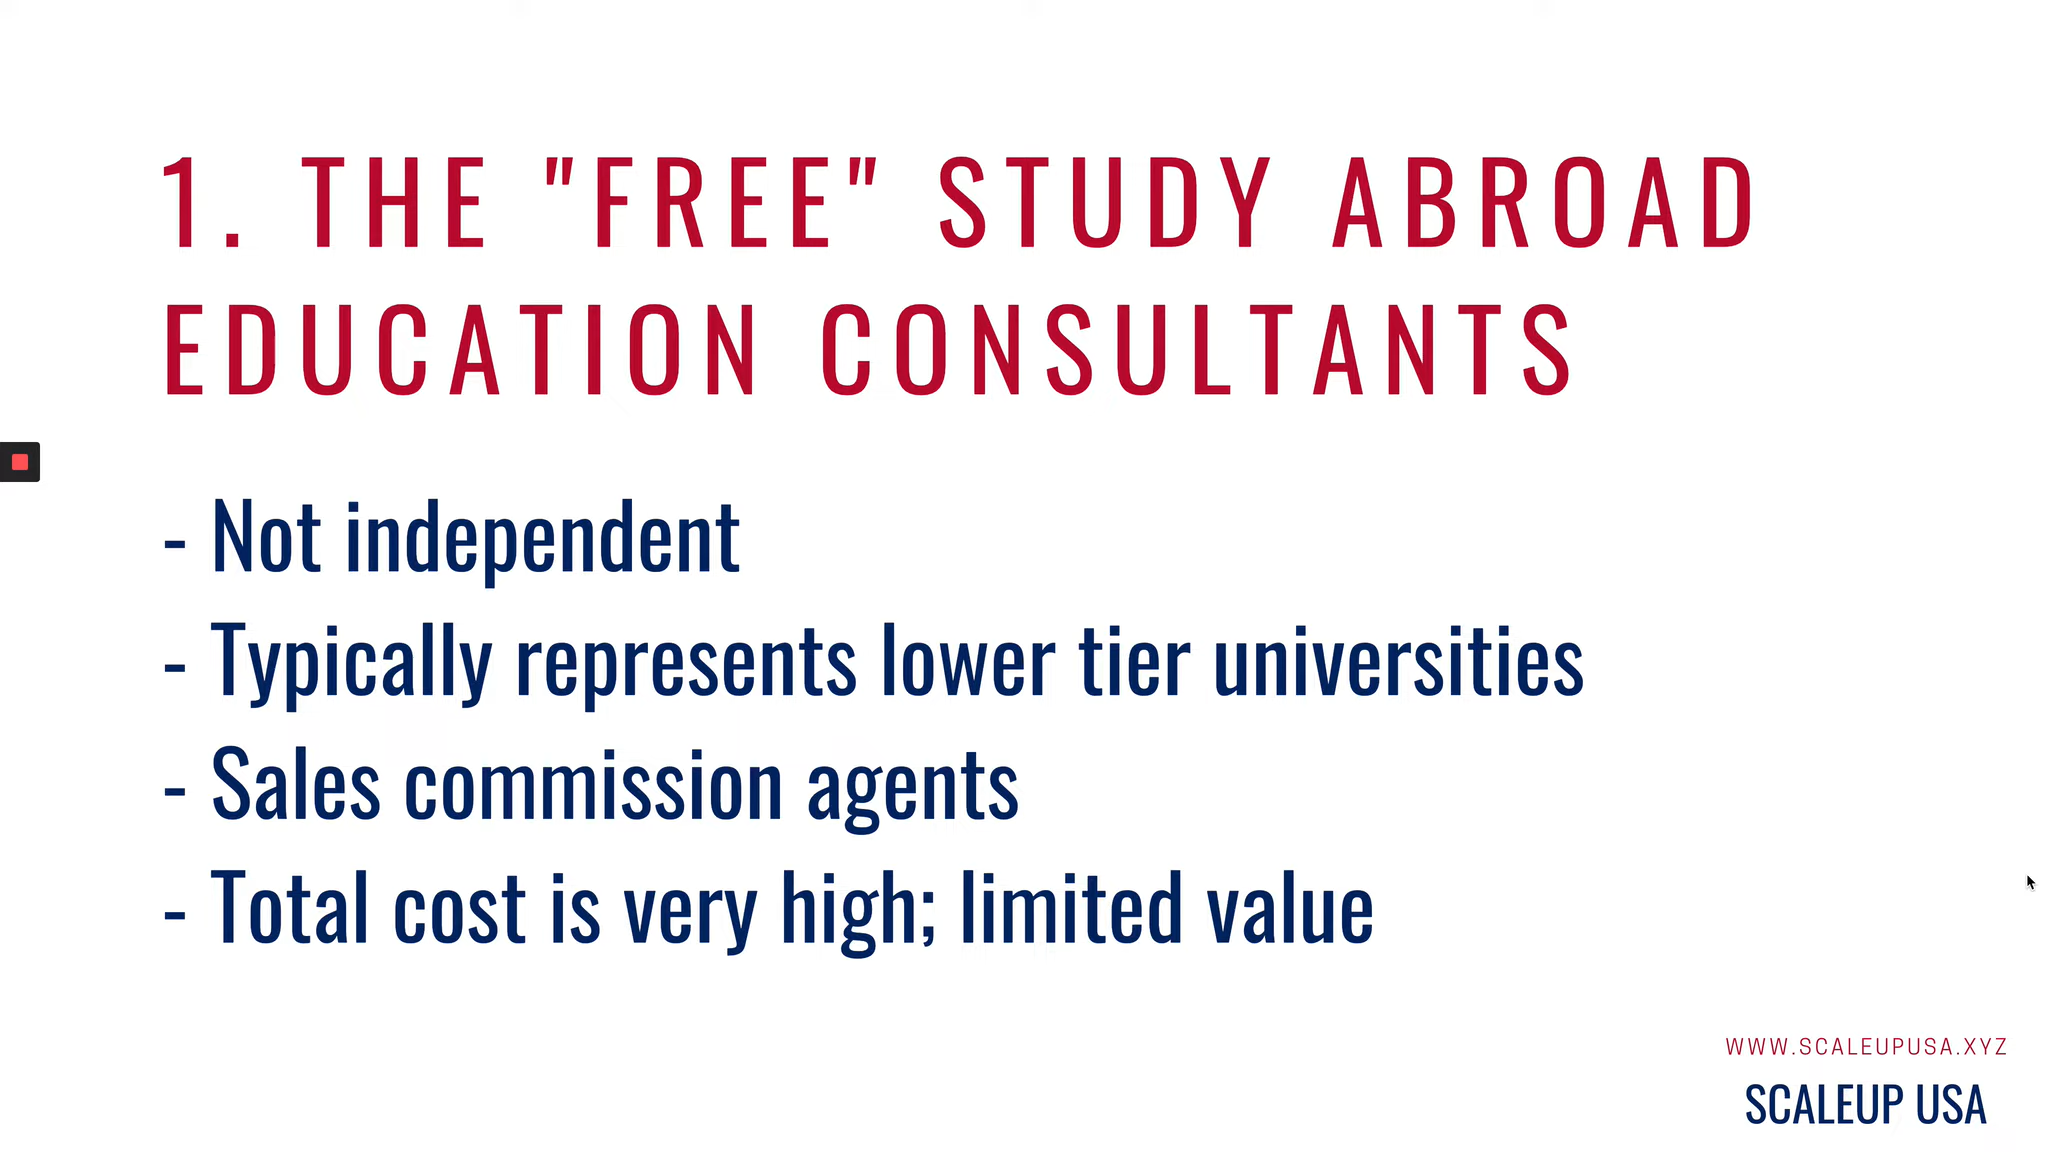 1. THE "FREE" STUDY ABROAD
EDUCATION CONSULTANTS
- Not independent
- Typically represents lower tier universities
- Sales commission agents
- Total cost is very high; limited value
WWW.SCALEUPUSA.XYZ
SCALEUP USA